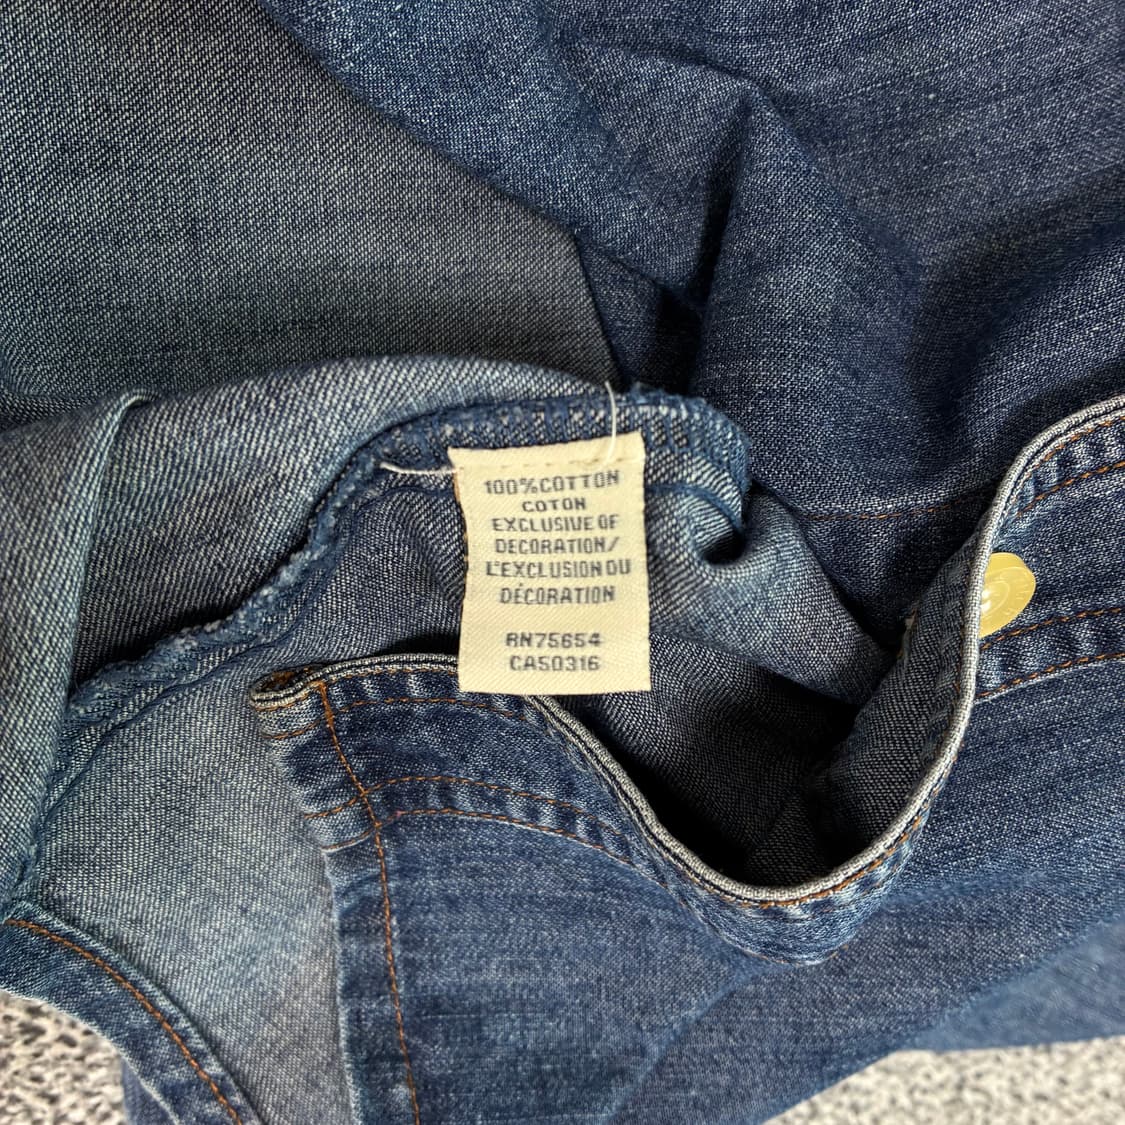 100%COTTON
COTON
EXCLUSIVE OF
DECORATION/
L'EXCLUSION DU
DÉCORATION
RN75654
CA50316